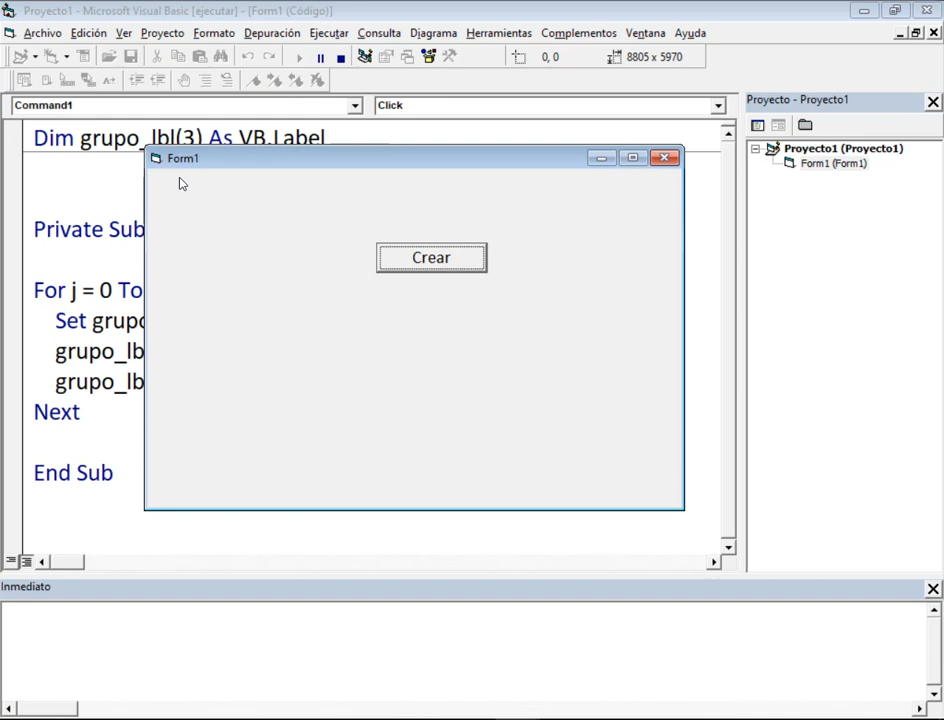 Proyecto1 - Microsoft Visual Basic [ejecutar] - [Form1 (Código)]
Archivo Edición Ver Proyecto Formato Depuración Ejecutar Consulta Diagrama Herramientas Complementos Ventana Ayuda
0, 0 8805 x 5970
Command1 Click
Proyecto - Proyecto1
Proyecto1 (Proyecto1)
Form1 (Form1)
Dim grupo_lbl(3) As VB.Label
Form1
Private Sub
Crear
For j = 0 To
Set grupo
grupo_lb
grupo_lb
Next
End Sub
Inmediato